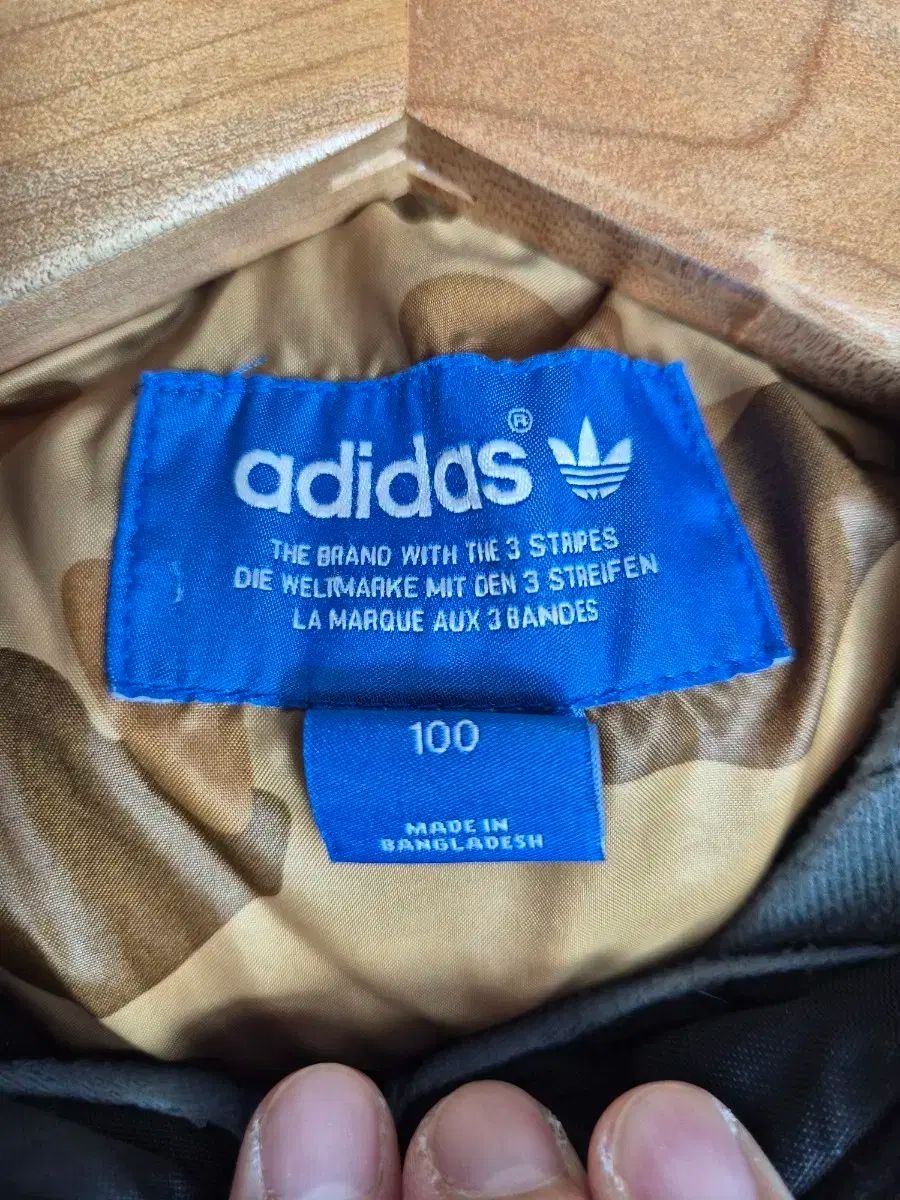 adidas®
THE BRAND WITH THE 3 STRIPES
DIE WELTMARKE MIT DEN 3 STREIFEN
LA MARQUE AUX 3 BANDES
100
MADE IN
BANGLADESH